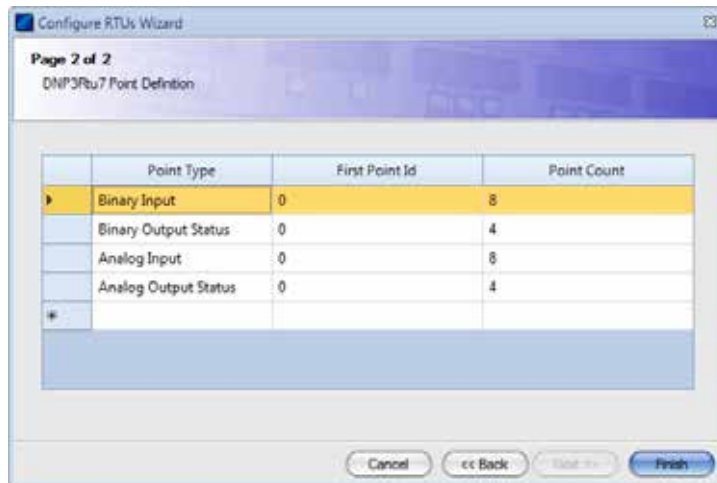 Configure RTUs Wizard
Page 2 of 2
DNP3Rtu7 Point Definition
Point Type First Point Id Point Count
Binary Input 0 8
Binary Output Status 0 4
Analog Input 0 8
Analog Output Status 0 4
*
Cancel << Back Next >> Finish